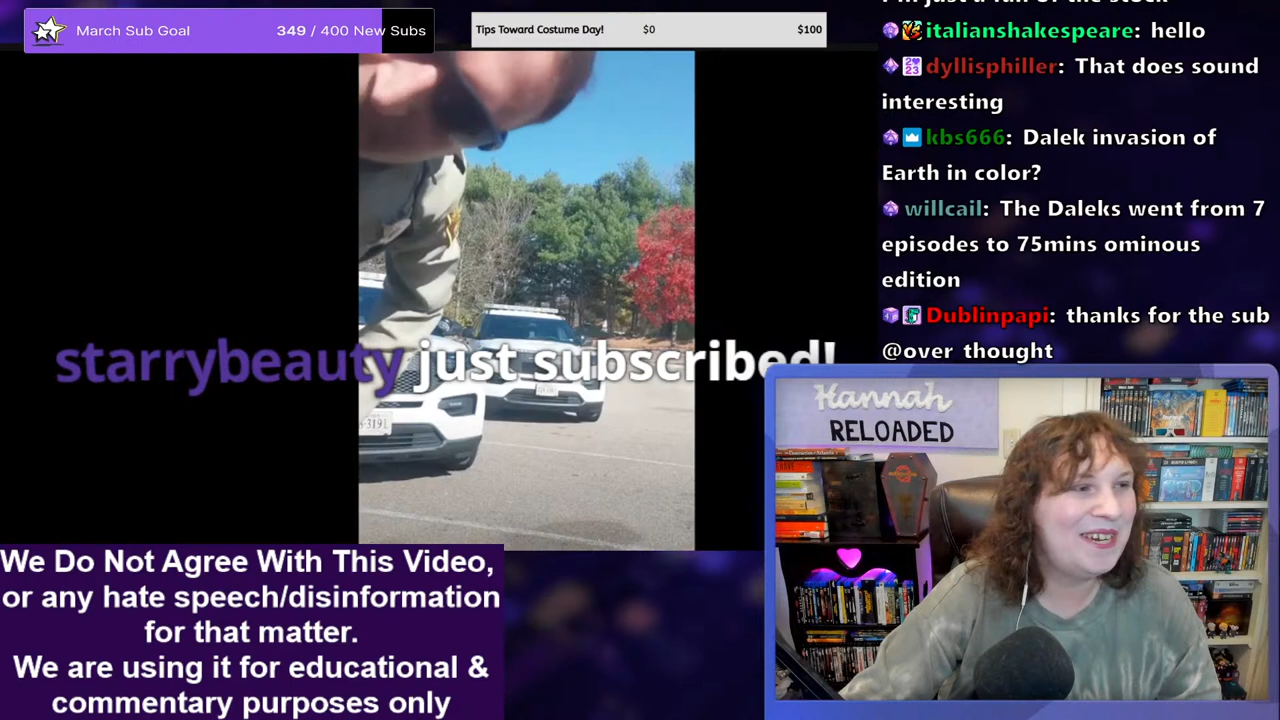 March Sub Goal
349 / 400 New Subs
Tips Toward Costume Day!
$0
$100
italianshakespeare: hello
dyllisphiller: That does sound
interesting
kbs666: Dalek invasion of
Earth in color?
willcail: The Daleks went from 7
episodes to 75mins ominous
edition
Dublinpapi: thanks for the sub
@over_thought
starrybeauty just subscribed!
Hannah
RELOADED
We Do Not Agree With This Video,
or any hate speech/disinformation
for that matter.
We are using it for educational &
commentary purposes only